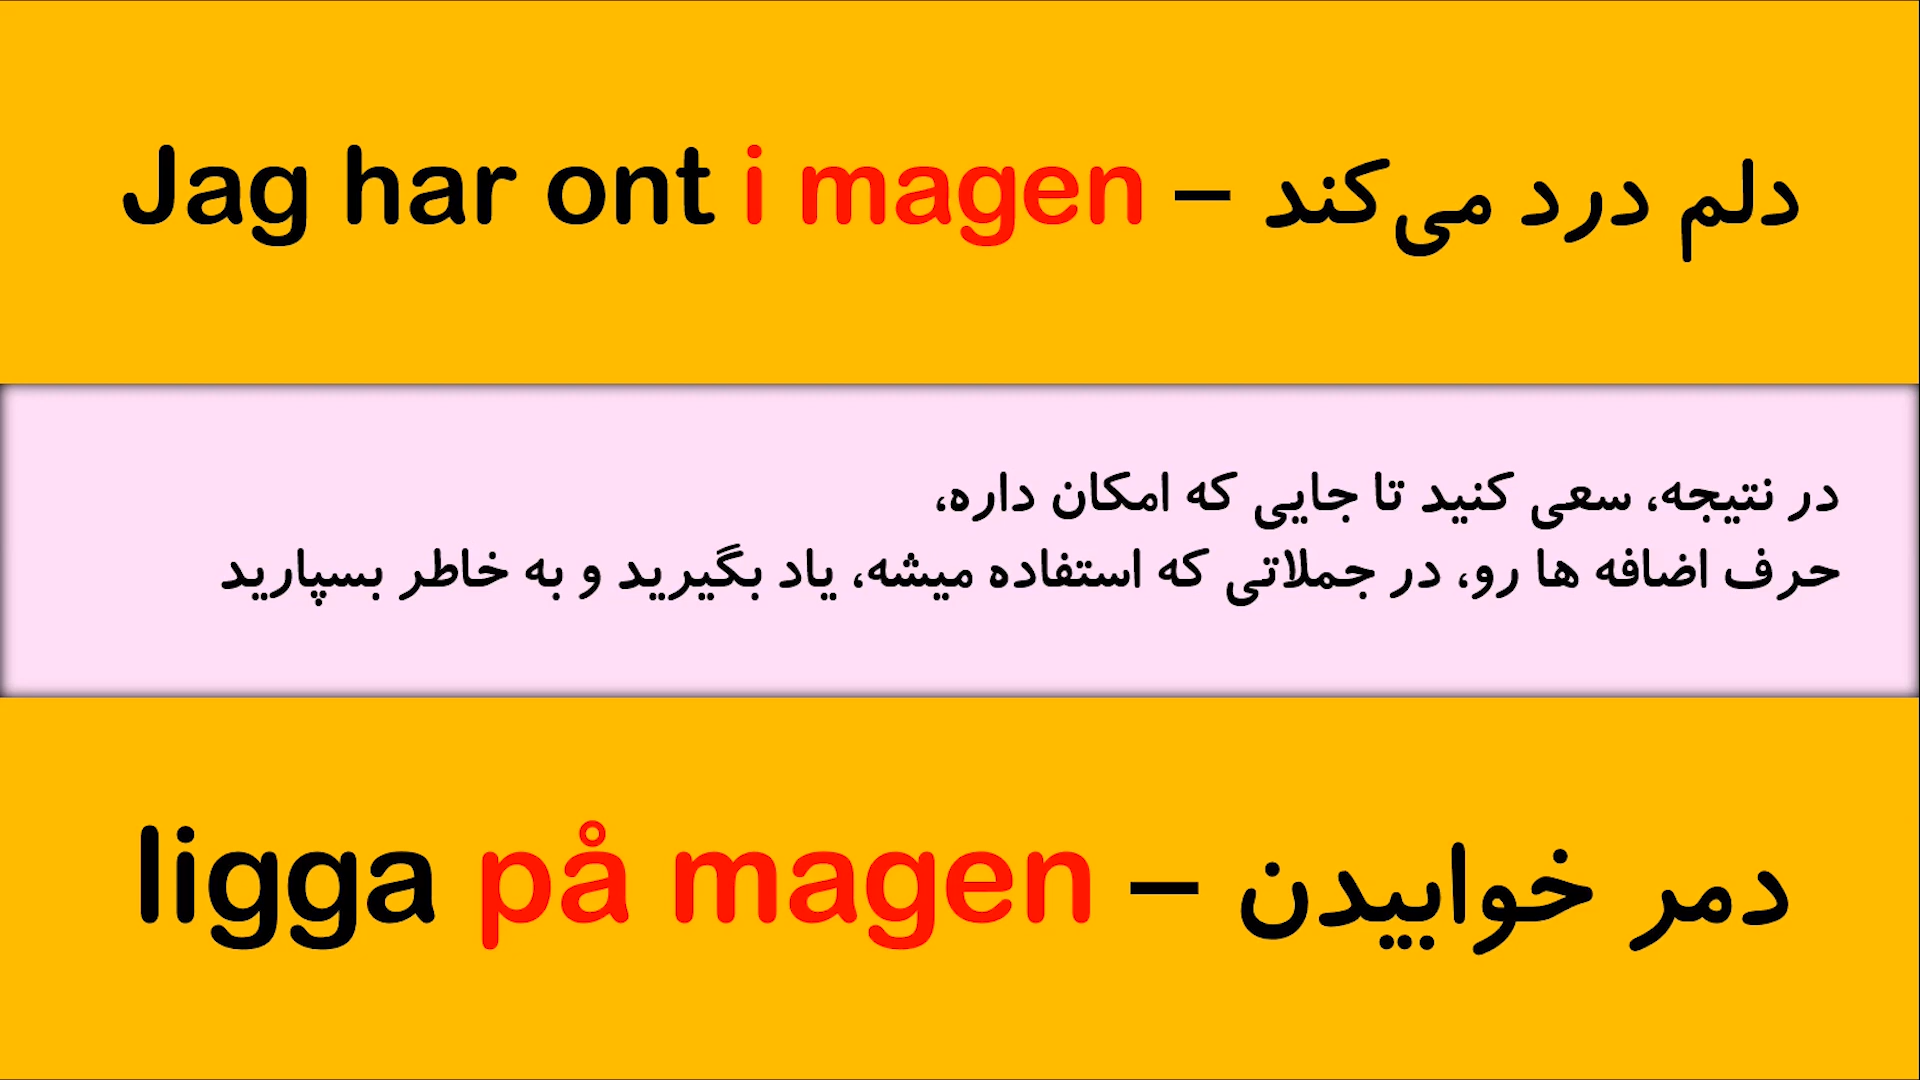 Jag har ont i magen – دلم درد می‌کند
در نتیجه، سعی کنید تا جایی که امکان داره،
حرف اضافه ها رو، در جملاتی که استفاده میشه، یاد بگیرید و به خاطر بسپارید
ligga på magen – دمر خوابیدن